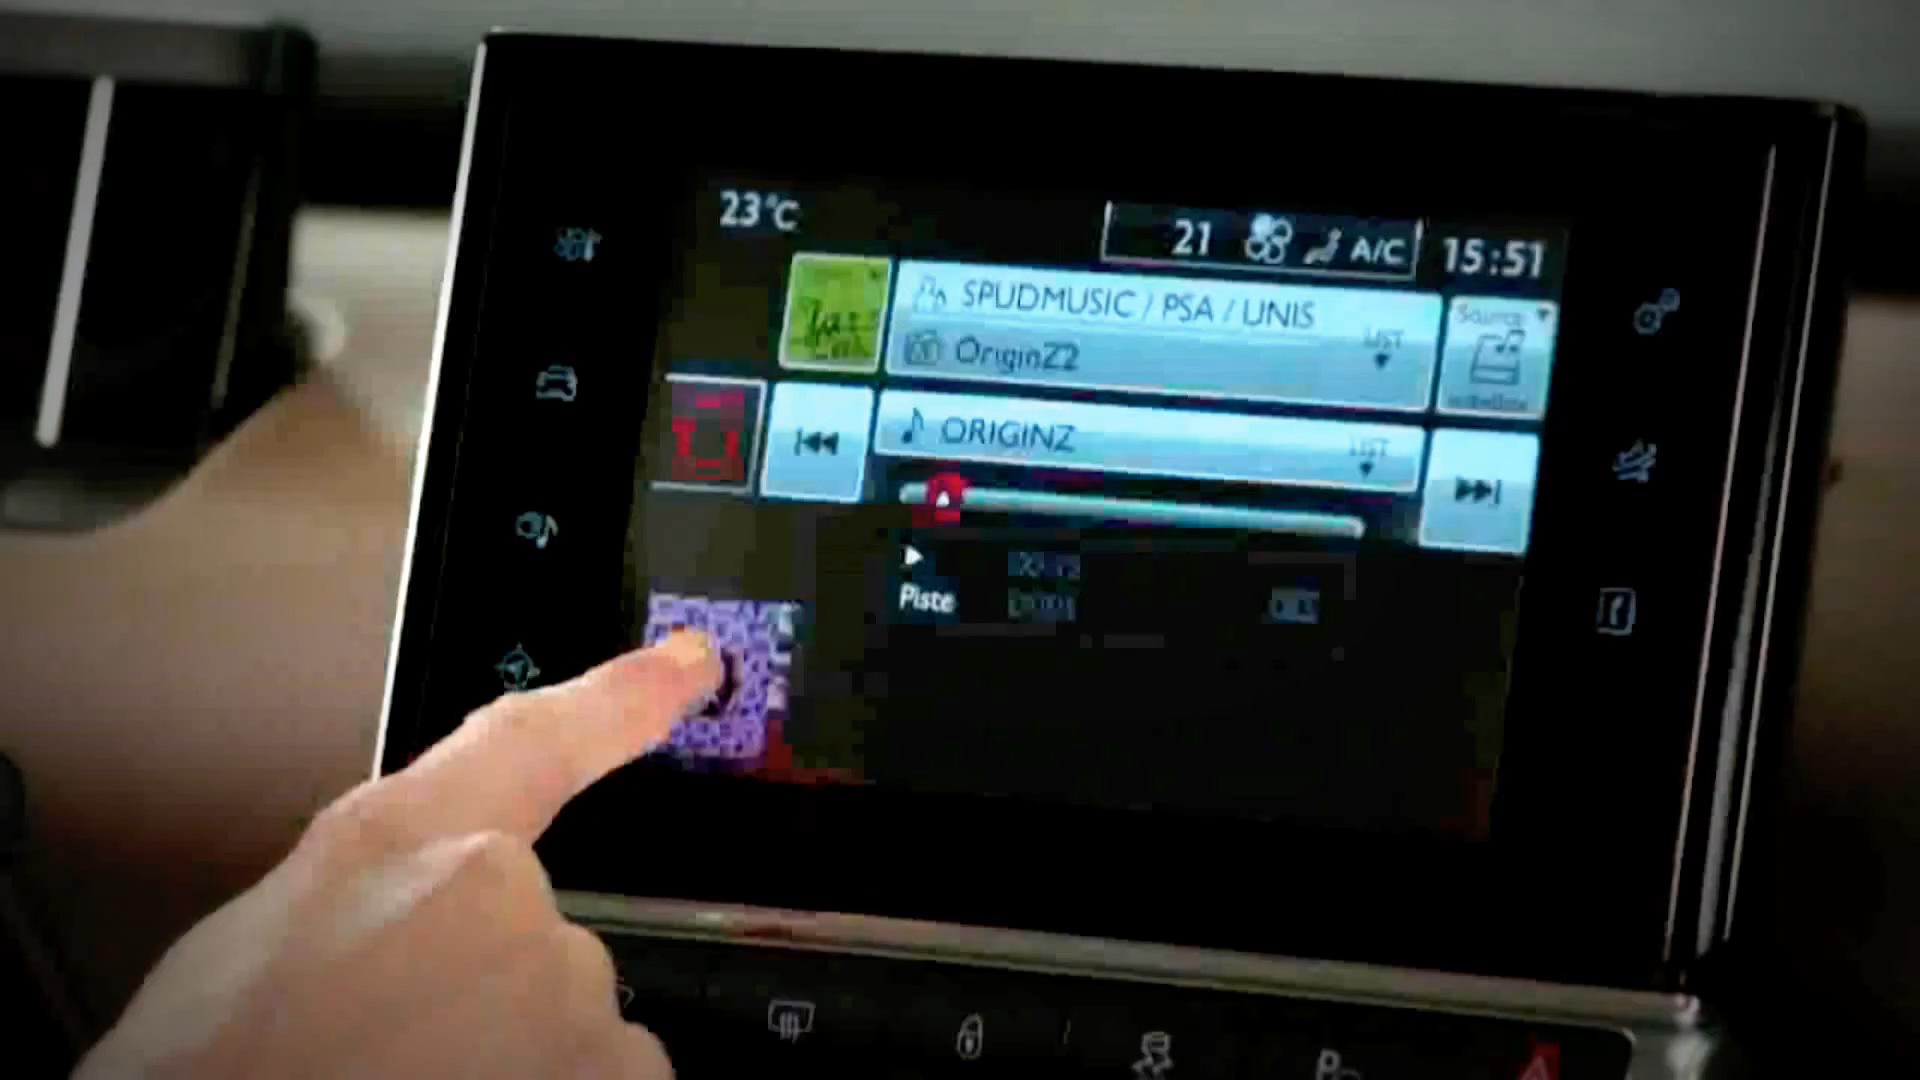 23°C
21 A/C 15:51
SPUDMUSIC / PSA / UNIS
LIST
OriginZ2
Source
ORIGINZ
LIST
Piste
P